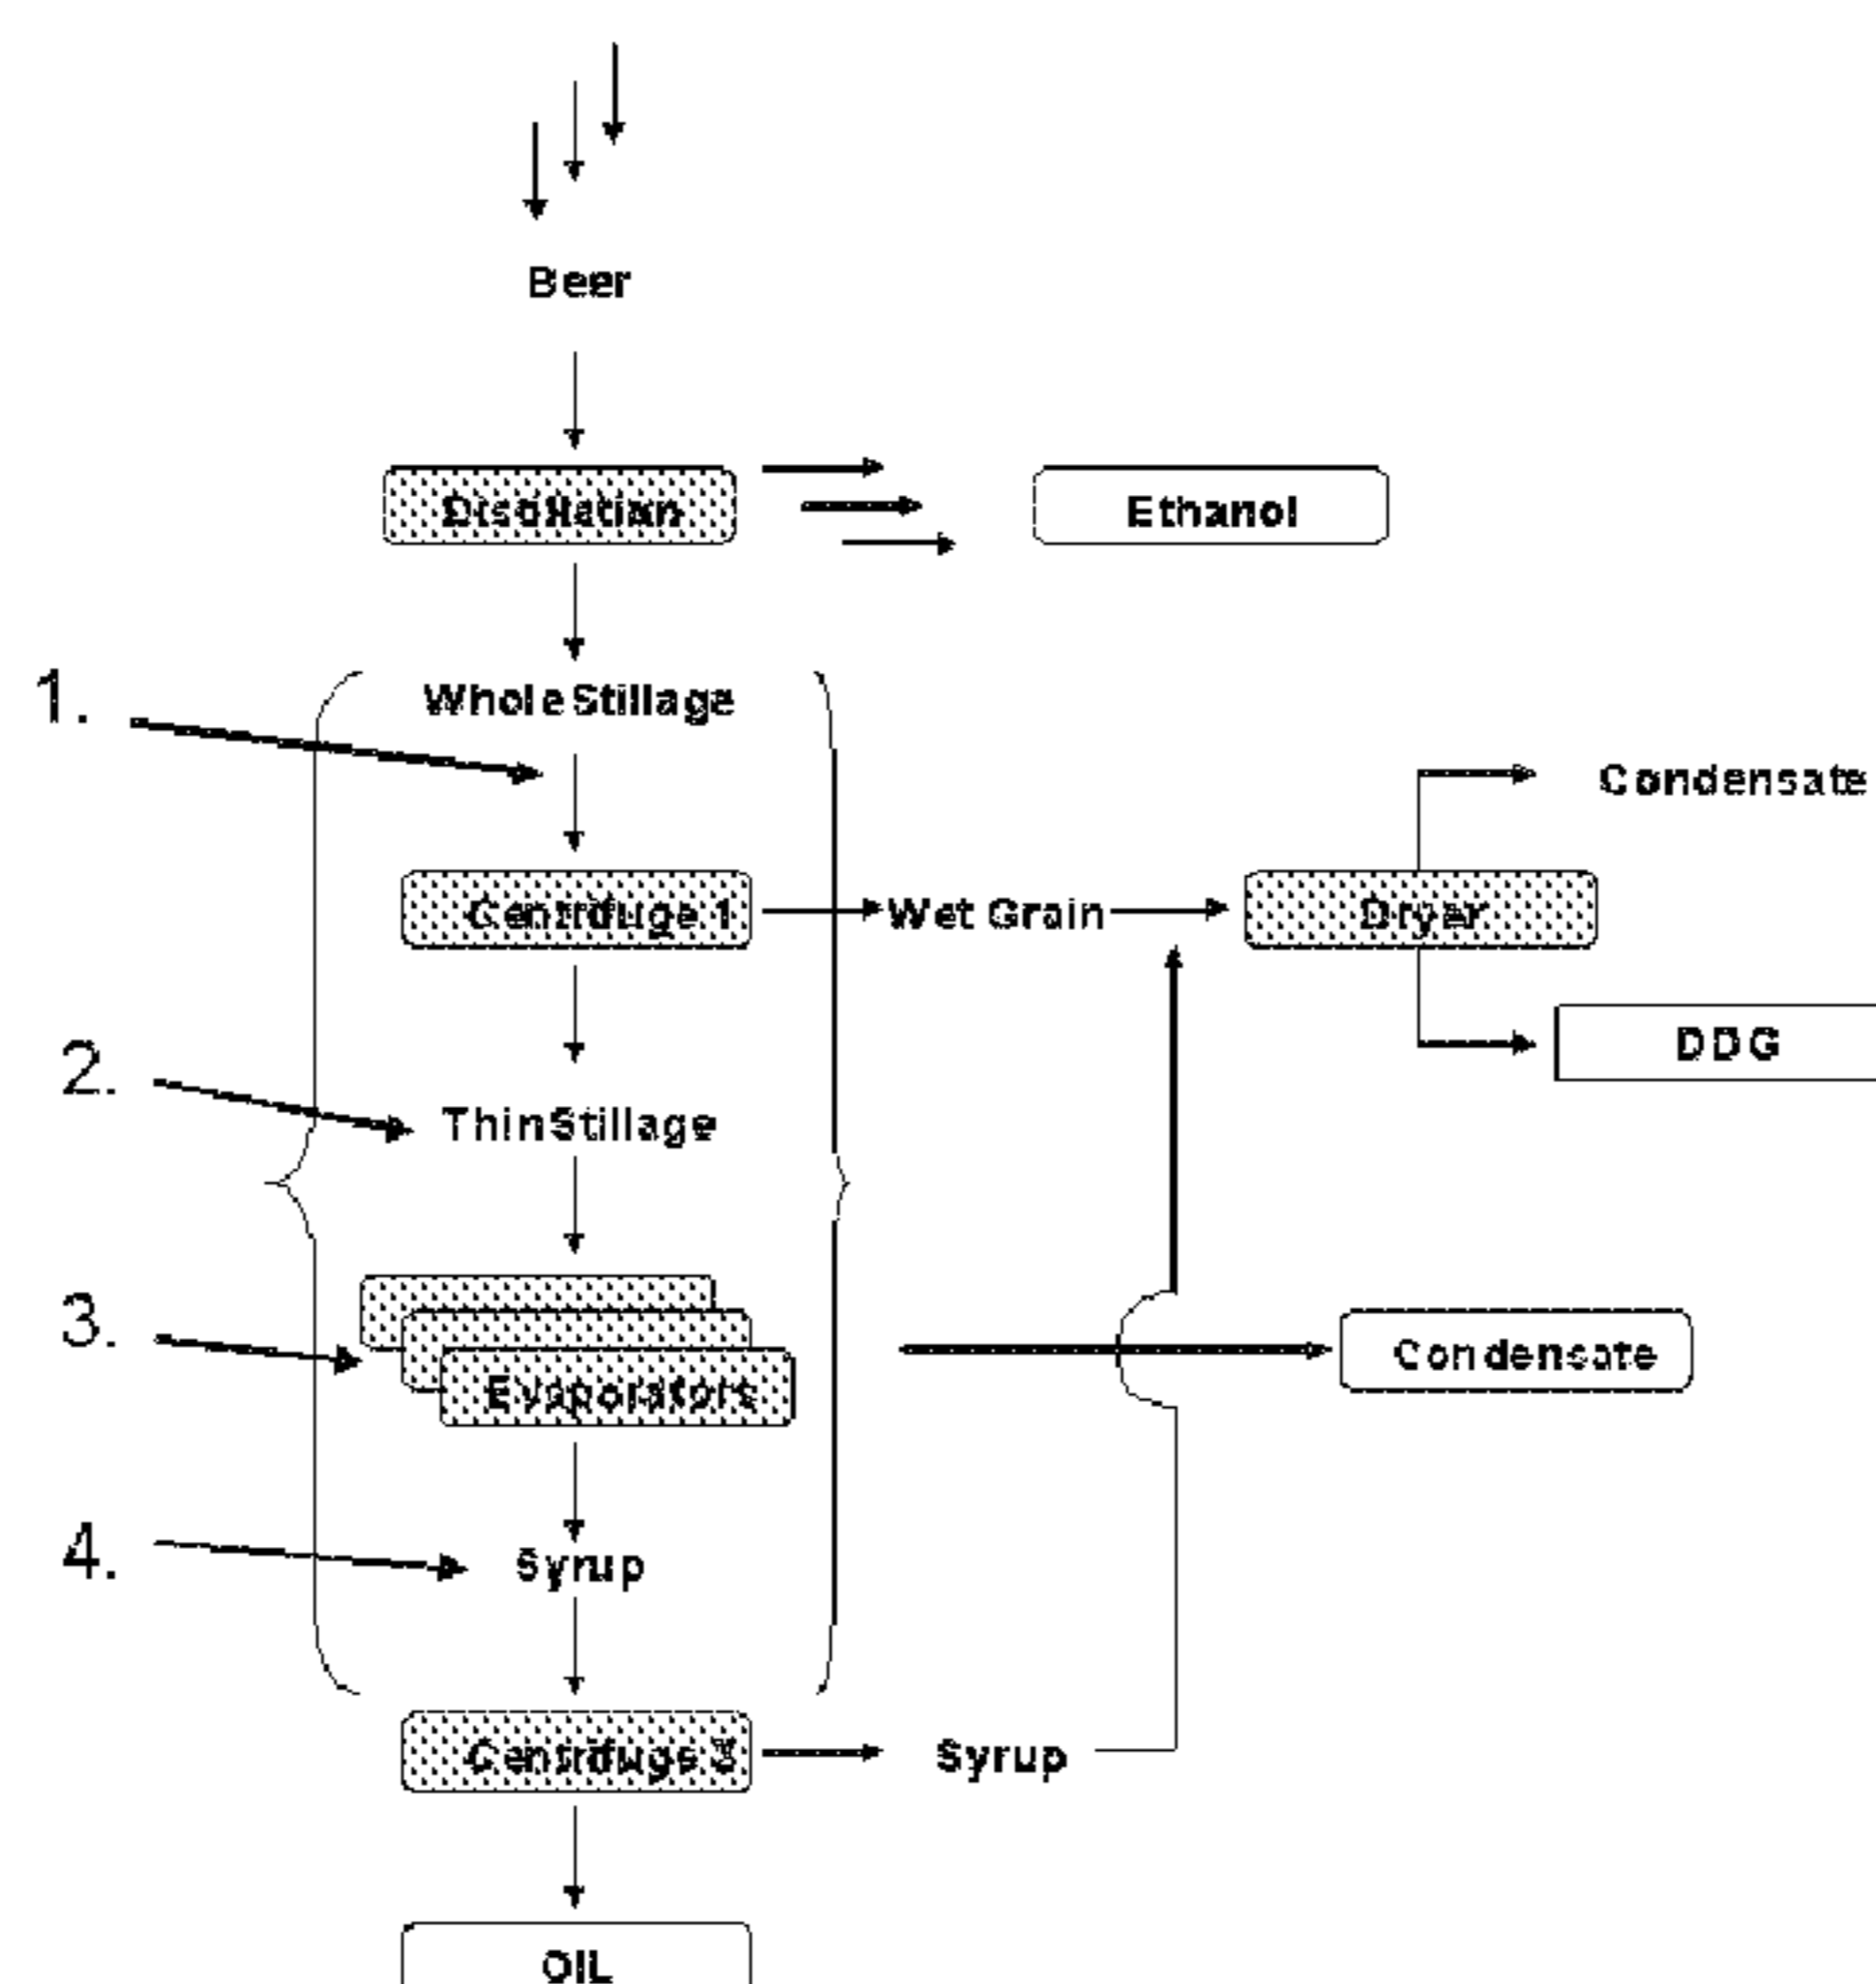 Beer
Distillation
Ethanol
1.
Whole Stillage
Condensate
Centrifuge 1
Wet Grain
Dryer
DDG
2.
Thin Stillage
3.
Evaporators
Condensate
4.
Syrup
Centrifuge
Syrup
OIL